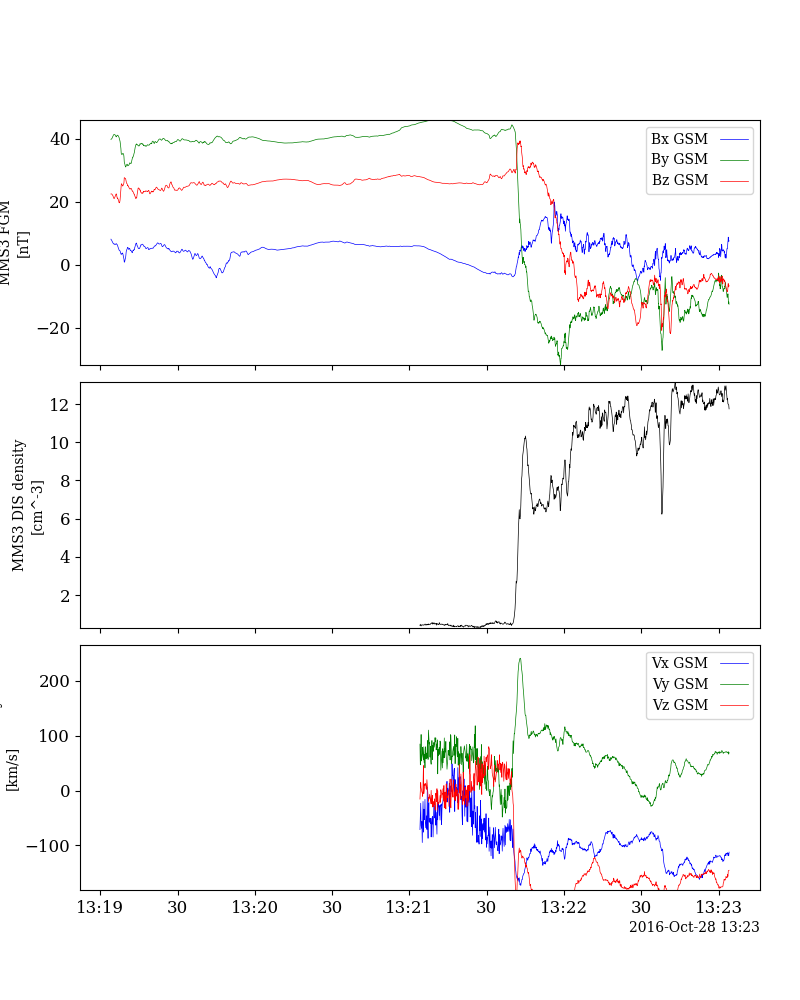 40
20
0
−20
MMS3 FGM
[nT]
Bx GSM
By GSM
Bz GSM
12
10
8
6
4
2
MMS3 DIS density
[cm^-3]
200
100
0
−100
[km/s]
Vx GSM
Vy GSM
Vz GSM
13:19 30 13:20 30 13:21 30 13:22 30 13:23
2016-Oct-28 13:23